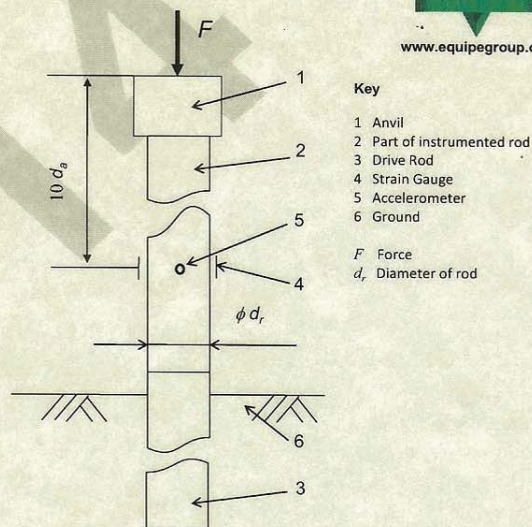 F
www.equipegroup.c
1
Key
1 Anvil
2 Part of instrumented rod
3 Drive Rod
4 Strain Gauge
5 Accelerometer
6 Ground
F Force
d_r Diameter of rod
2
10 d_a
5
4
ϕ d_r
6
3